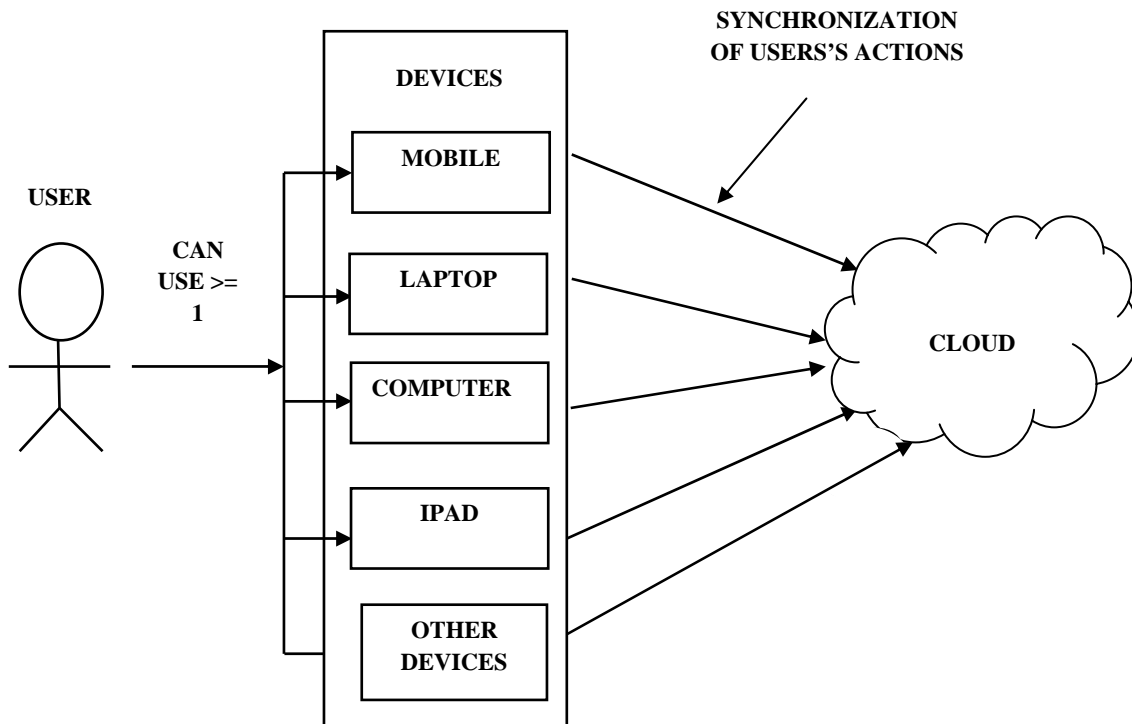 SYNCHRONIZATION
OF USERS'S ACTIONS
DEVICES
MOBILE
USER
CAN
USE >=
1
LAPTOP
CLOUD
COMPUTER
IPAD
OTHER
DEVICES